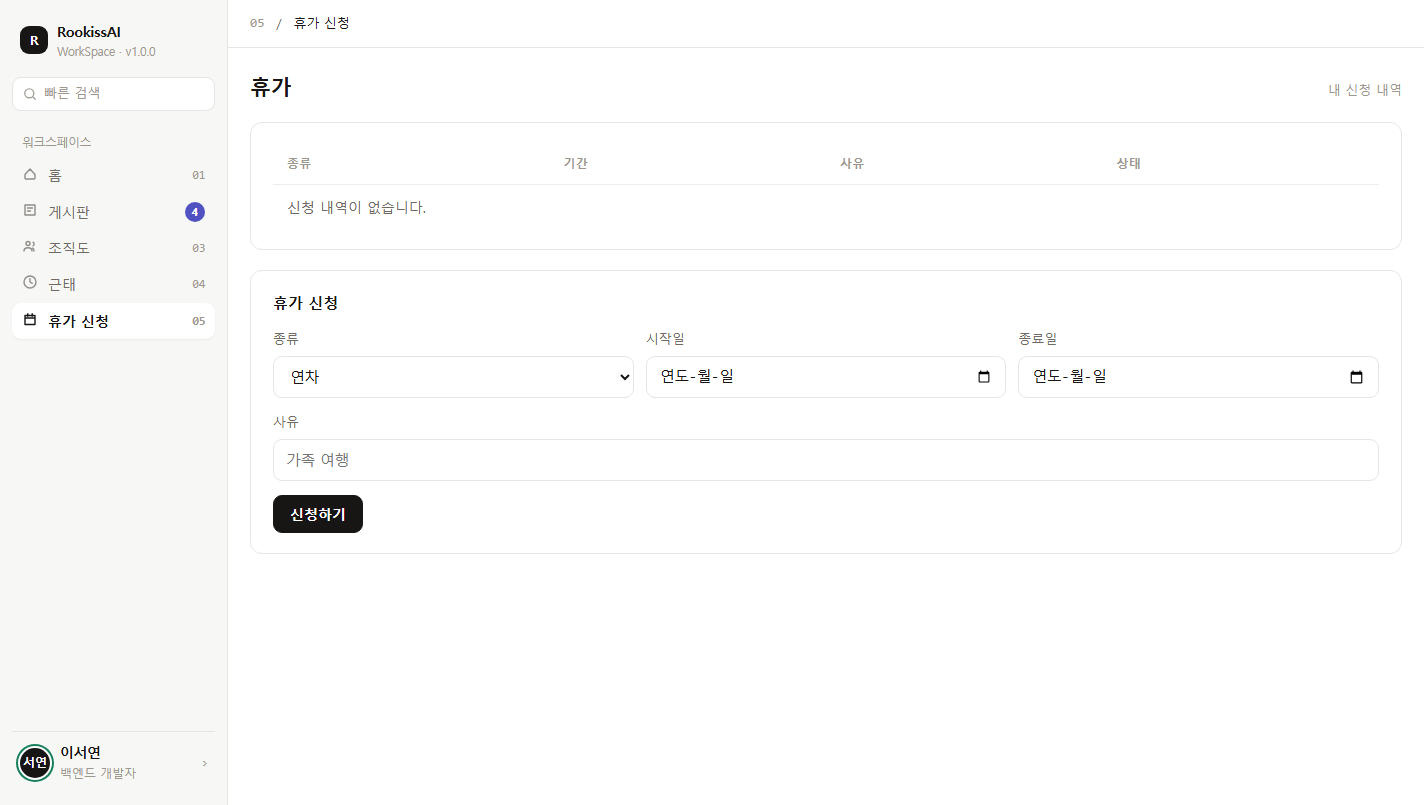 R
RookissAI
WorkSpace · v1.0.0
빠른 검색
워크스페이스
홈 01
게시판 4
조직도 03
근태 04
휴가 신청 05
서연
이서연
백엔드 개발자
05 / 휴가 신청
휴가
내 신청 내역
종류 기간 사유 상태
신청 내역이 없습니다.
휴가 신청
종류 시작일 종료일
연차 연도-월-일 연도-월-일
사유
가족 여행
신청하기